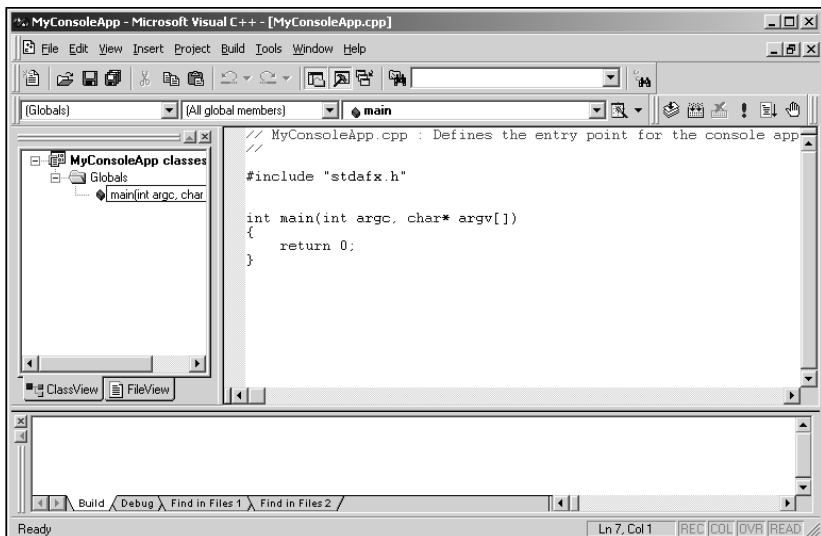 MyConsoleApp - Microsoft Visual C++ - [MyConsoleApp.cpp]
File Edit View Insert Project Build Tools Window Help
(Globals) (All global members) main
MyConsoleApp classes
Globals
main(int argc, char
ClassView FileView
// MyConsoleApp.cpp : Defines the entry point for the console app
//
#include "stdafx.h"
int main(int argc, char* argv[])
{
return 0;
}
Build Debug Find in Files 1 Find in Files 2
Ready Ln 7, Col 1 REC COL OVR READ